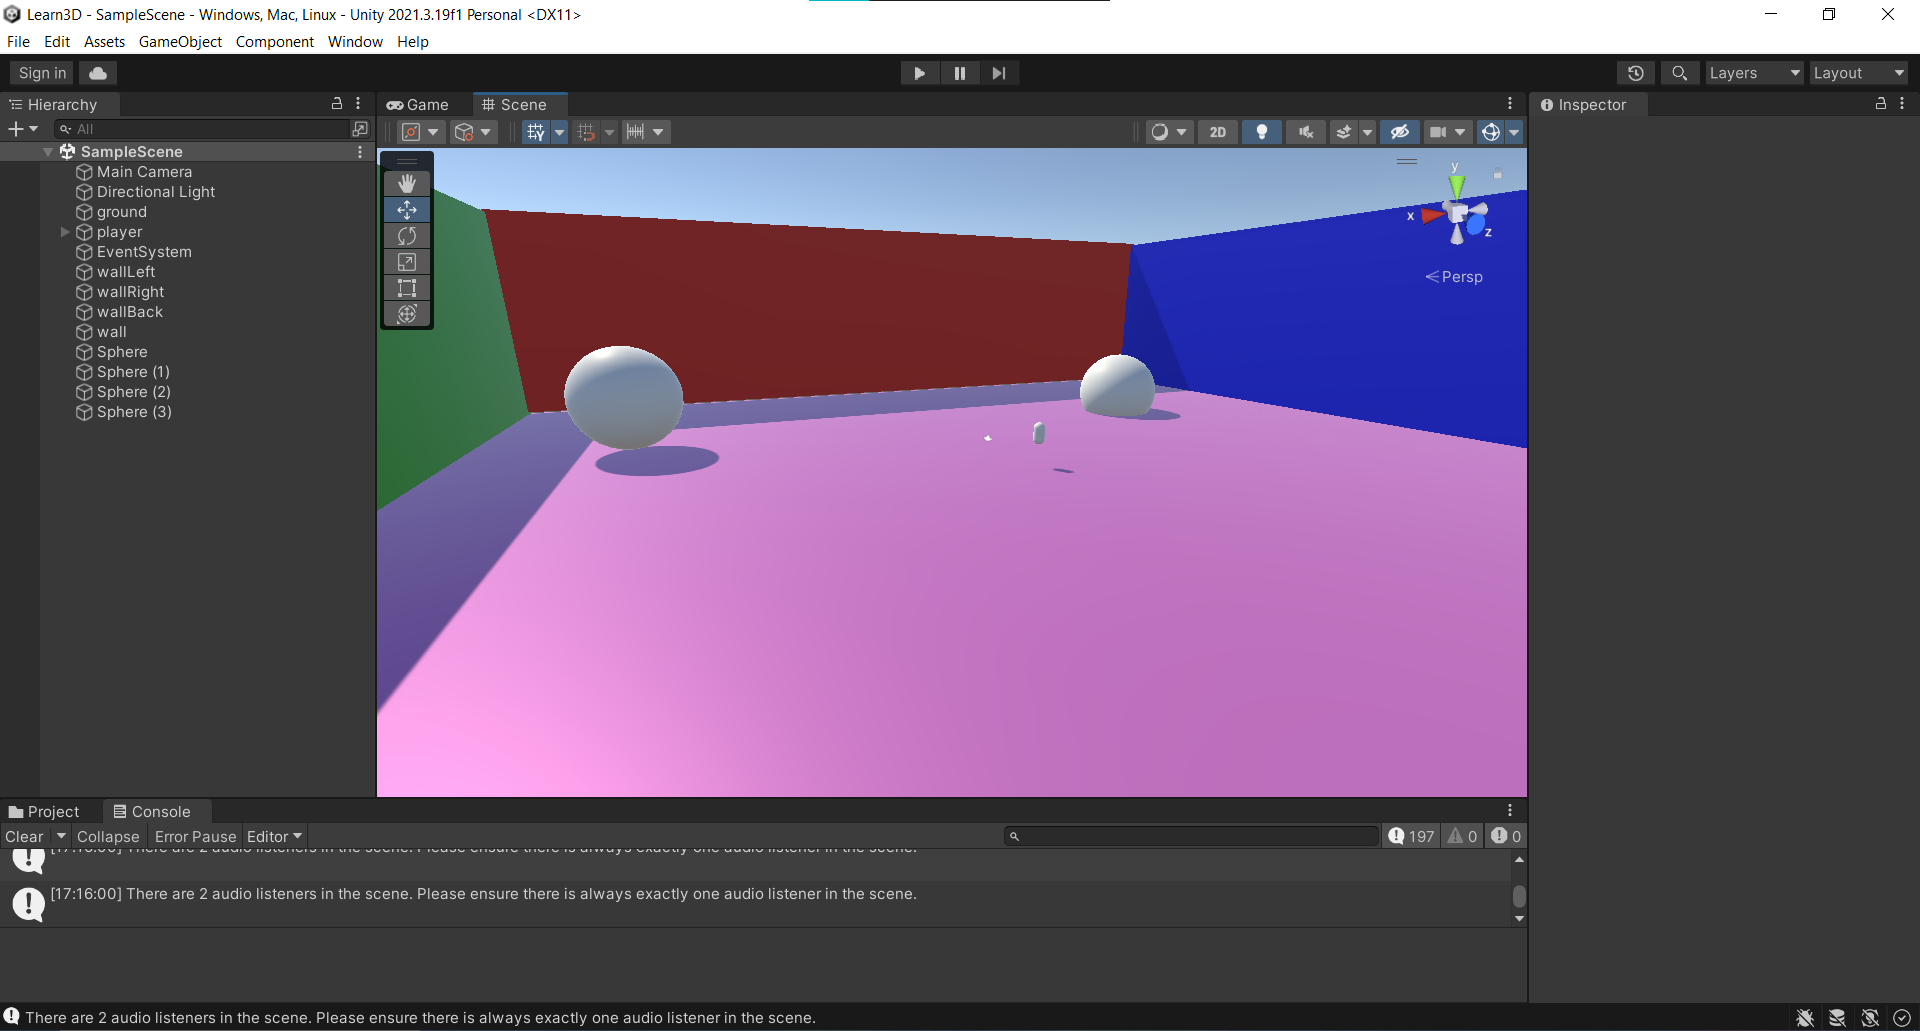 Learn3D - SampleScene - Windows, Mac, Linux - Unity 2021.3.19f1 Personal <DX11>
File Edit Assets GameObject Component Window Help
Sign in
Layers
Layout
Hierarchy
All
SampleScene
Main Camera
Directional Light
ground
player
EventSystem
wallLeft
wallRight
wallBack
wall
Sphere
Sphere (1)
Sphere (2)
Sphere (3)
Game
Scene
2D
y
x
z
Persp
Inspector
Project
Console
Clear
Collapse
Error Pause
Editor
197
0
0
[17:16:00] There are 2 audio listeners in the scene. Please ensure there is always exactly one audio listener in the scene.
[17:16:00] There are 2 audio listeners in the scene. Please ensure there is always exactly one audio listener in the scene.
There are 2 audio listeners in the scene. Please ensure there is always exactly one audio listener in the scene.